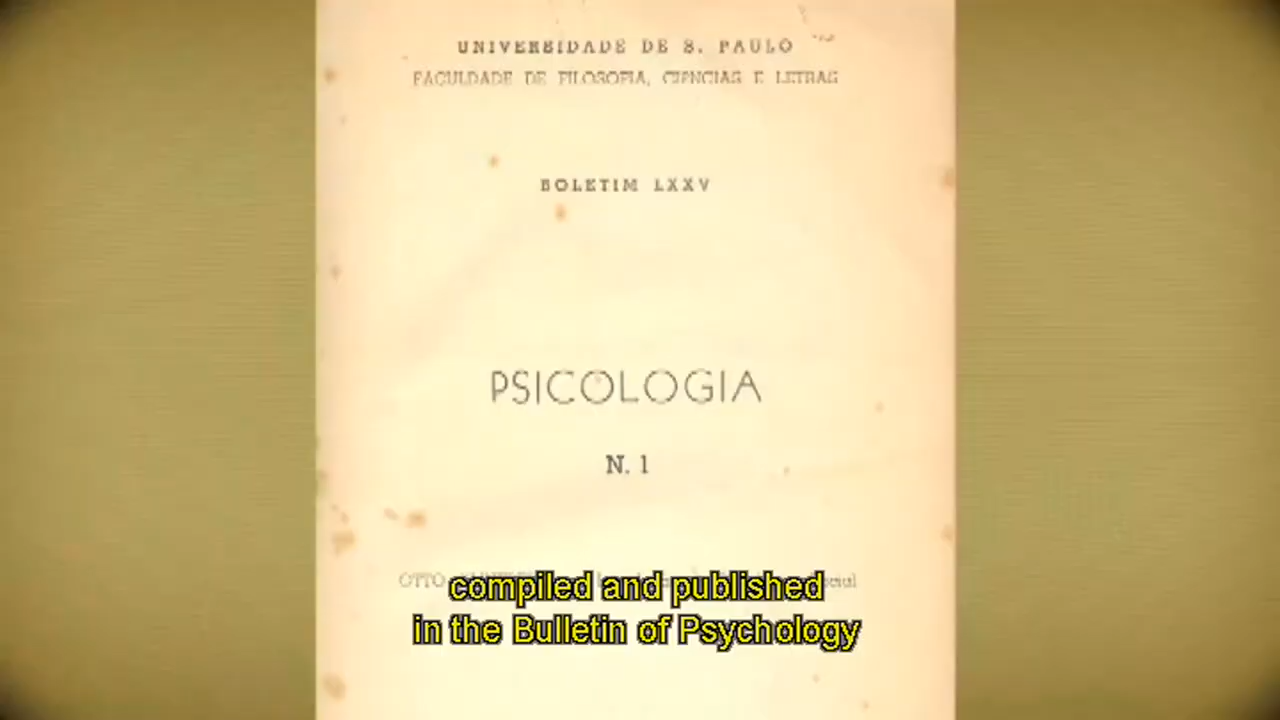 UNIVERSIDADE DE S. PAULO
FACULDADE DE FILOSOFIA, CIENCIAS E LETRAS
BOLETIM LXXV
PSICOLOGIA
N. 1
OTTO
compiled and published
in the Bulletin of Psychology